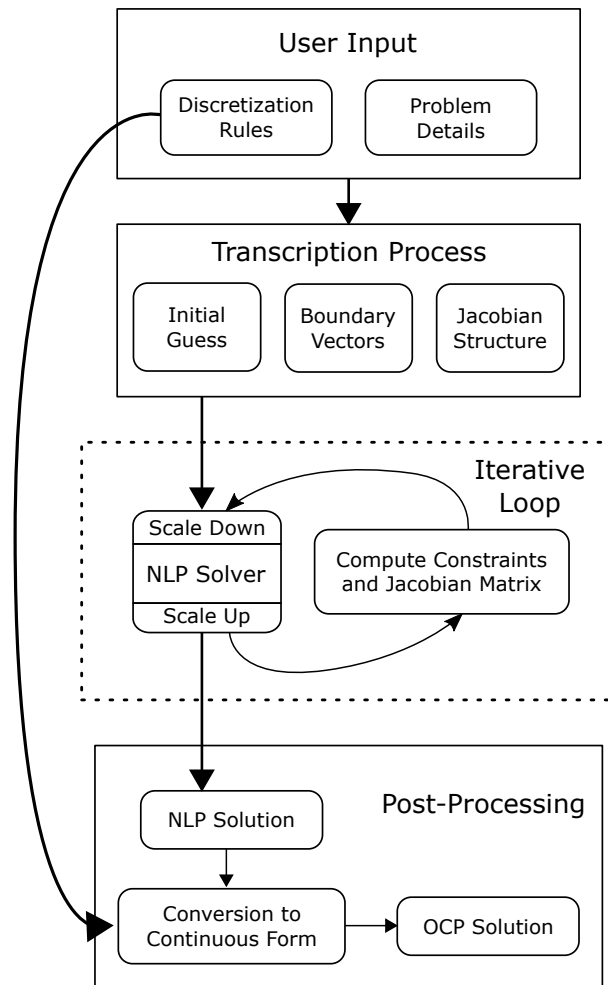 User Input
Discretization
Rules
Problem
Details
Transcription Process
Initial
Guess
Boundary
Vectors
Jacobian
Structure
Iterative
Loop
Scale Down
NLP Solver
Scale Up
Compute Constraints
and Jacobian Matrix
Post-Processing
NLP Solution
Conversion to
Continuous Form
OCP Solution